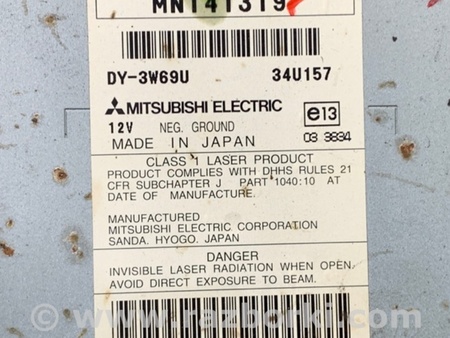 MN141319
DY-3W69U 34U157
MITSUBISHI ELECTRIC e13
12V NEG. GROUND
MADE IN JAPAN 03 3834
CLASS 1 LASER PRODUCT
PRODUCT COMPLIES WITH DHHS RULES 21
CFR SUBCHAPTER J PART 1040:10 AT
DATE OF MANUFACTURE.
MANUFACTURED
MITSUBISHI ELECTRIC CORPORATION
SANDA. HYOGO. JAPAN
DANGER
INVISIBLE LASER RADIATION WHEN OPEN.
AVOID DIRECT EXPOSURE TO BEAM.
www.razborki.com